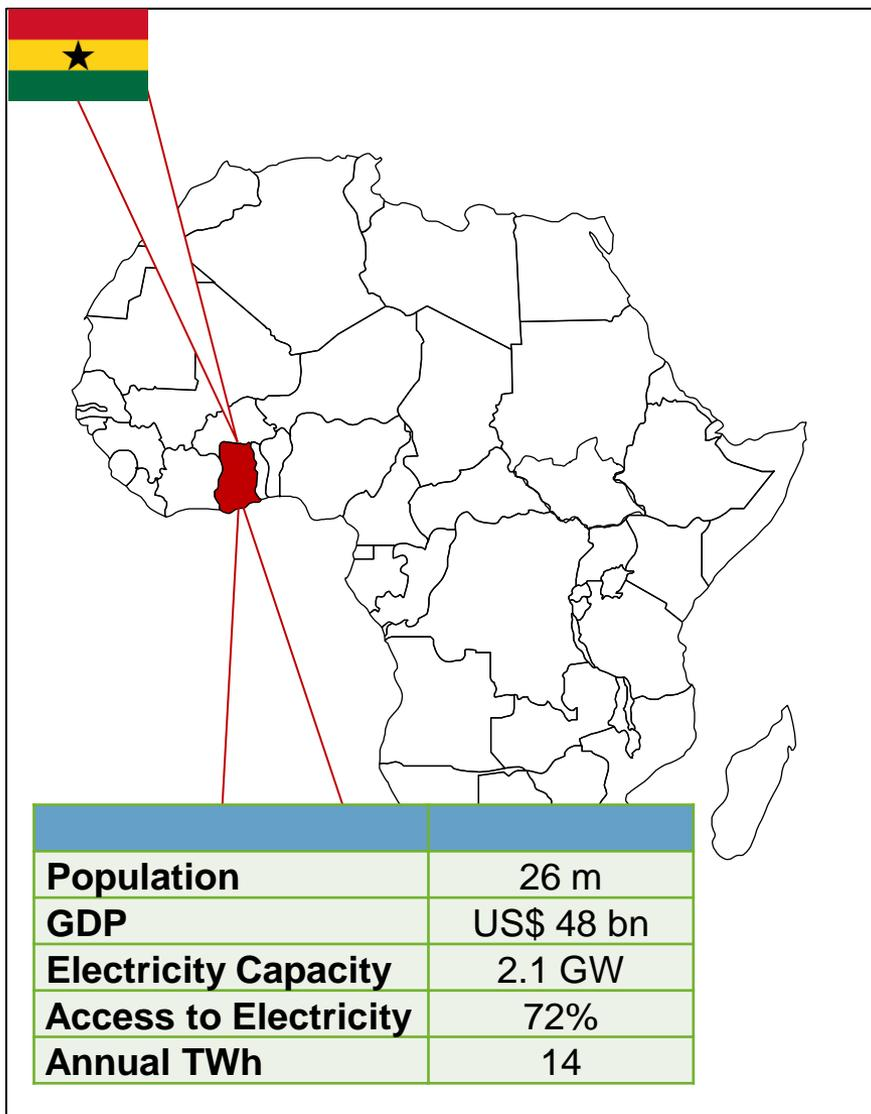 Population 26 m
GDP US$ 48 bn
Electricity Capacity 2.1 GW
Access to Electricity 72%
Annual TWh 14